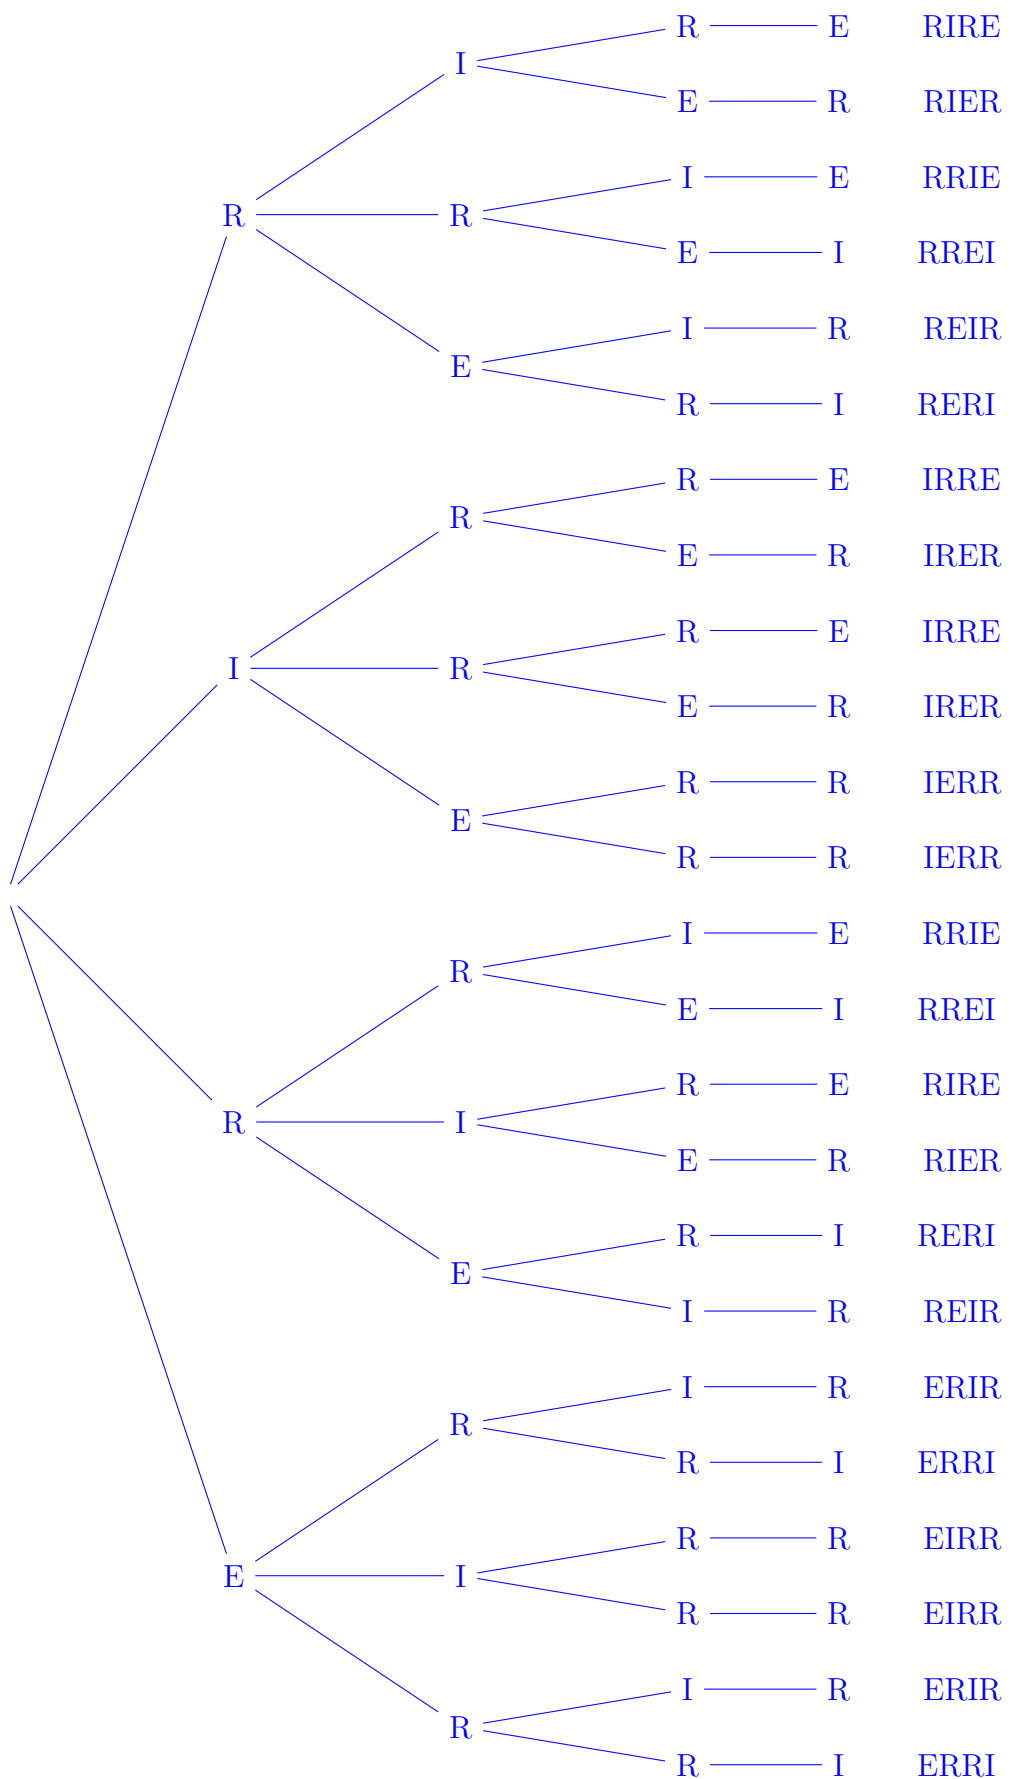 R E RIRE
I
E R RIER
I E RRIE
R R
E I RREI
I R REIR
E
R I RERI
R E IRRE
R
E R IRER
R E IRRE
I R
E R IRER
R R IERR
E
R R IERR
I E RRIE
R
E I RREI
R E RIRE
R I
E R RIER
R I RERI
E
I R REIR
I R ERIR
R
R I ERRI
R R EIRR
E I
R R EIRR
I R ERIR
R
R I ERRI